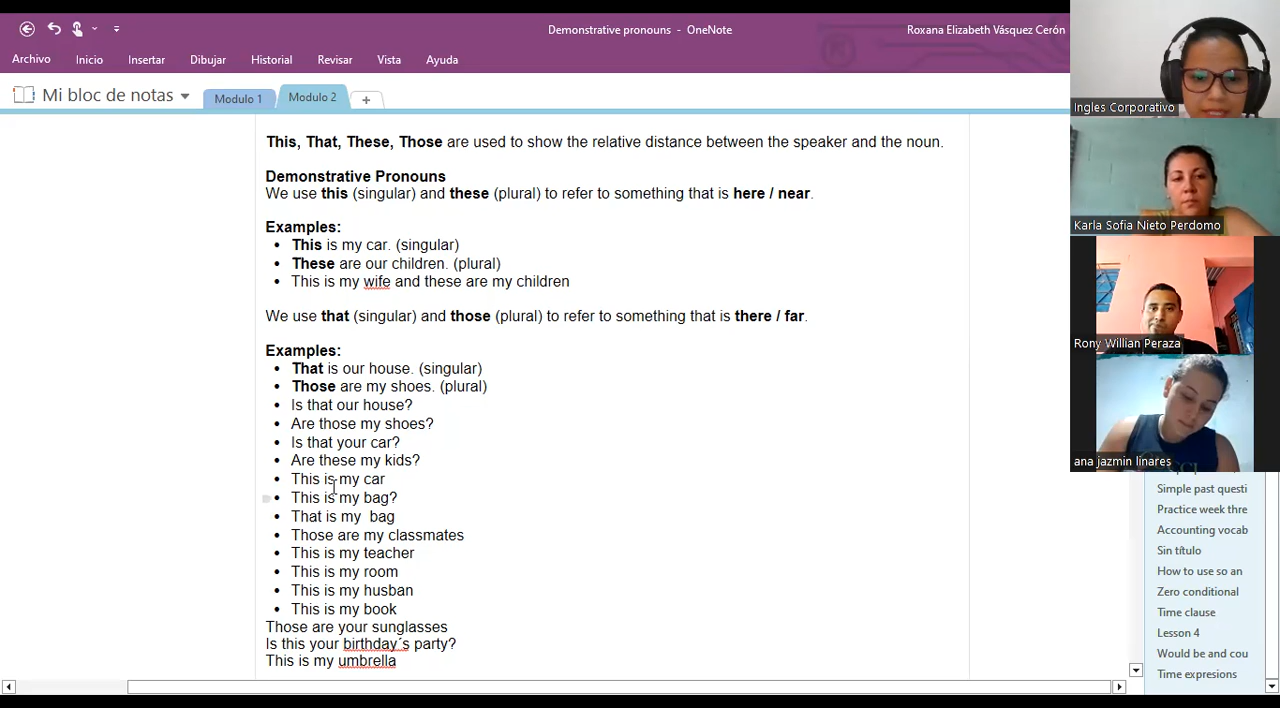 Demonstrative pronouns - OneNote
Roxana Elizabeth Vásquez Cerón
Archivo Inicio Insertar Dibujar Historial Revisar Vista Ayuda
Mi bloc de notas Modulo 1 Modulo 2 +
This, That, These, Those are used to show the relative distance between the speaker and the noun.
Demonstrative Pronouns
We use this (singular) and these (plural) to refer to something that is here / near.
Examples:
• This is my car. (singular)
• These are our children. (plural)
• This is my wife and these are my children
We use that (singular) and those (plural) to refer to something that is there / far.
Examples:
• That is our house. (singular)
• Those are my shoes. (plural)
• Is that our house?
• Are those my shoes?
• Is that your car?
• Are these my kids?
• This is my car
• This is my bag?
• That is my  bag
• Those are my classmates
• This is my teacher
• This is my room
• This is my husban
• This is my book
Those are your sunglasses
Is this your birthday´s party?
This is my umbrella
Ingles Corporativo
Karla Sofia Nieto Perdomo
Rony Willian Peraza
ana jazmin linares
Simple past questi
Practice week thre
Accounting vocab
Sin título
How to use so an
Zero conditional
Time clause
Lesson 4
Would be and cou
Time expresions